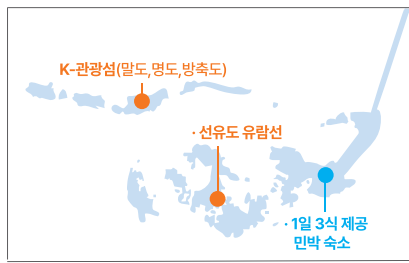 K-관광섬(말도,명도,방축도)
· 선유도 유람선
· 1일 3식 제공
민박 숙소